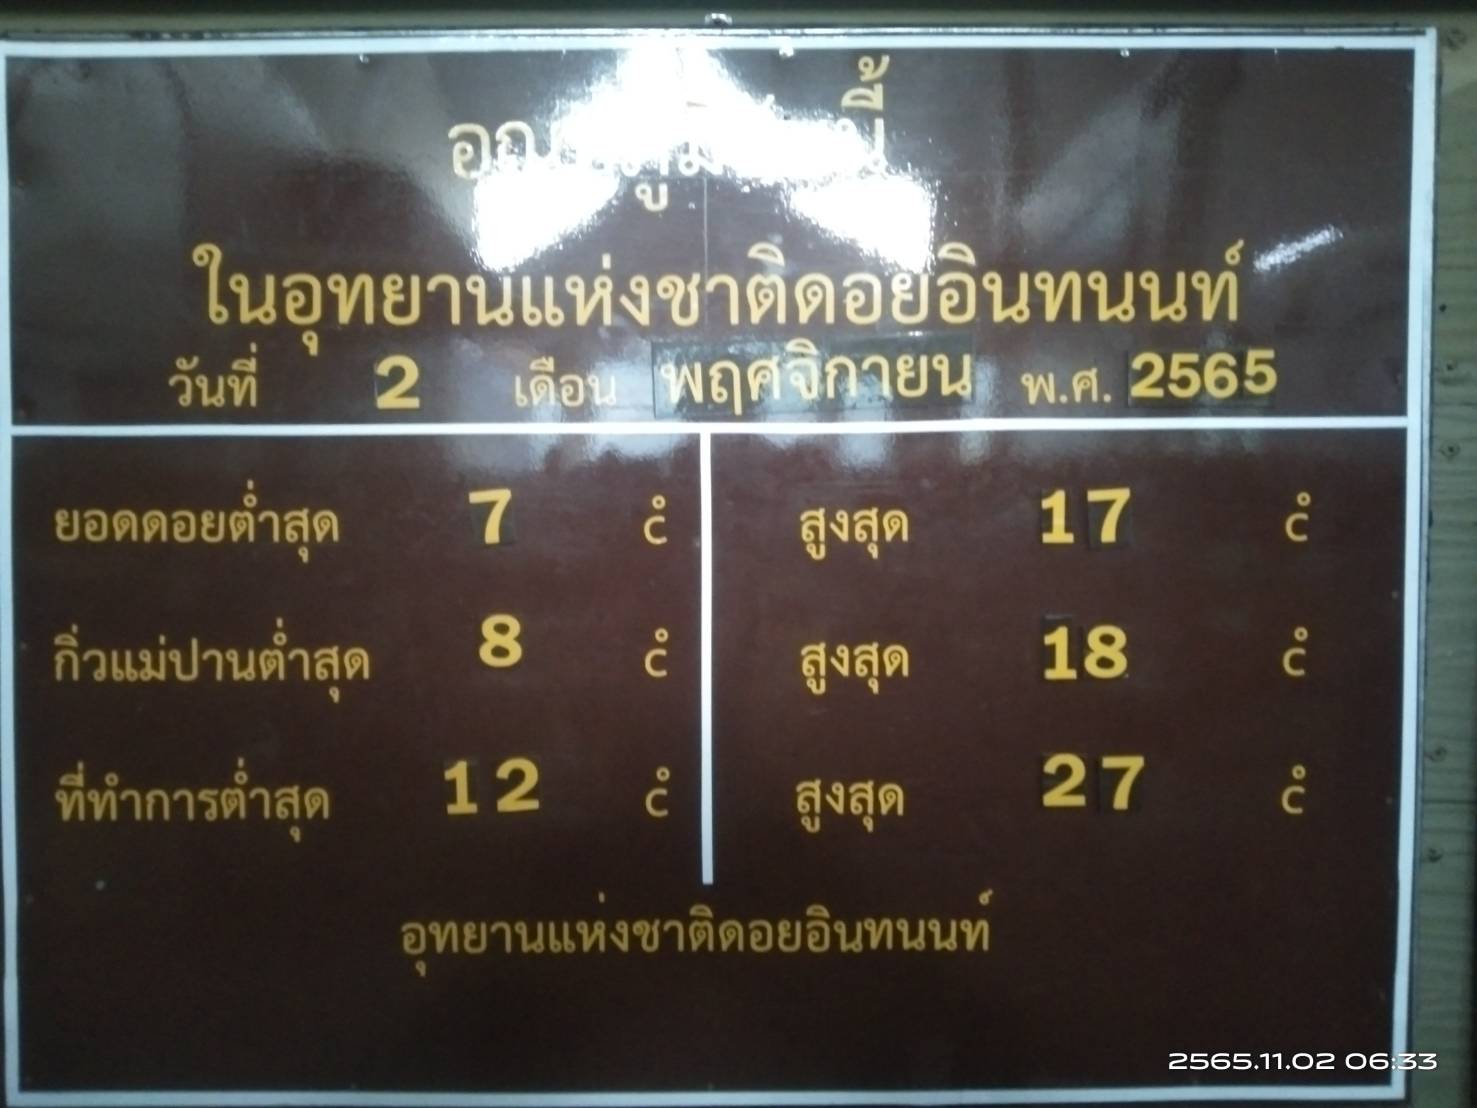 ในอุทยานแห่งชาติดอยอินทนนท์
วันที่ 2 เดือน พฤศจิกายน พ.ศ. 2565
ยอดดอยต่ำสุด 7 c̊ สูงสุด 17 c̊
กิ่วแม่ปานต่ำสุด 8 c̊ สูงสุด 18 c̊
ที่ทำการต่ำสุด 12 c̊ สูงสุด 27 c̊
อุทยานแห่งชาติดอยอินทนนท์
2565.11.02 06:33